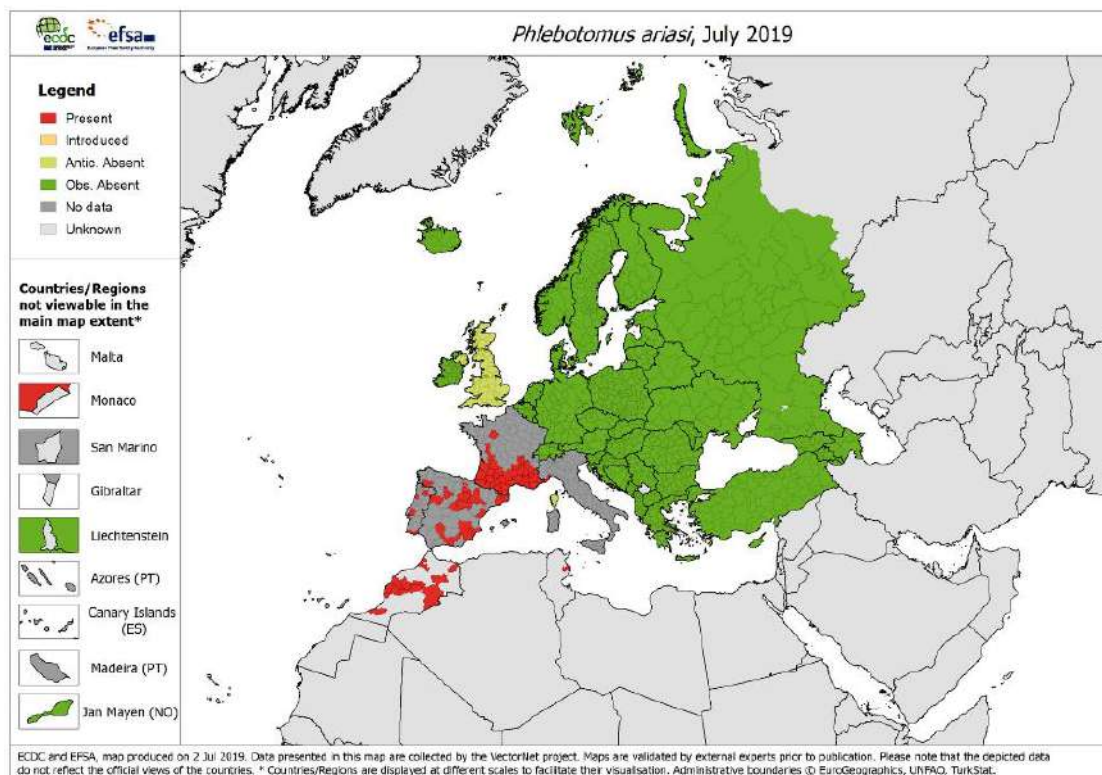 ecdc
efsa
European Food Safety Authority
Phlebotomus ariasi, July 2019
Legend
Present
Introduced
Antic. Absent
Obs. Absent
No data
Unknown
Countries/Regions
not viewable in the
main map extent*
Malta
Monaco
San Marino
Gibraltar
Liechtenstein
Azores (PT)
Canary Islands
(ES)
Madeira (PT)
Jan Mayen (NO)
ECDC and EFSA, map produced on 2 Jul 2019. Data presented in this map are collected by the VectorNet project. Maps are validated by external experts prior to publication. Please note that the depicted data
do not reflect the official views of the countries. * Countries/Regions are displayed at different scales to facilitate their visualisation. Administrative boundaries © EuroGeographics, UNFAO, TurkStat.